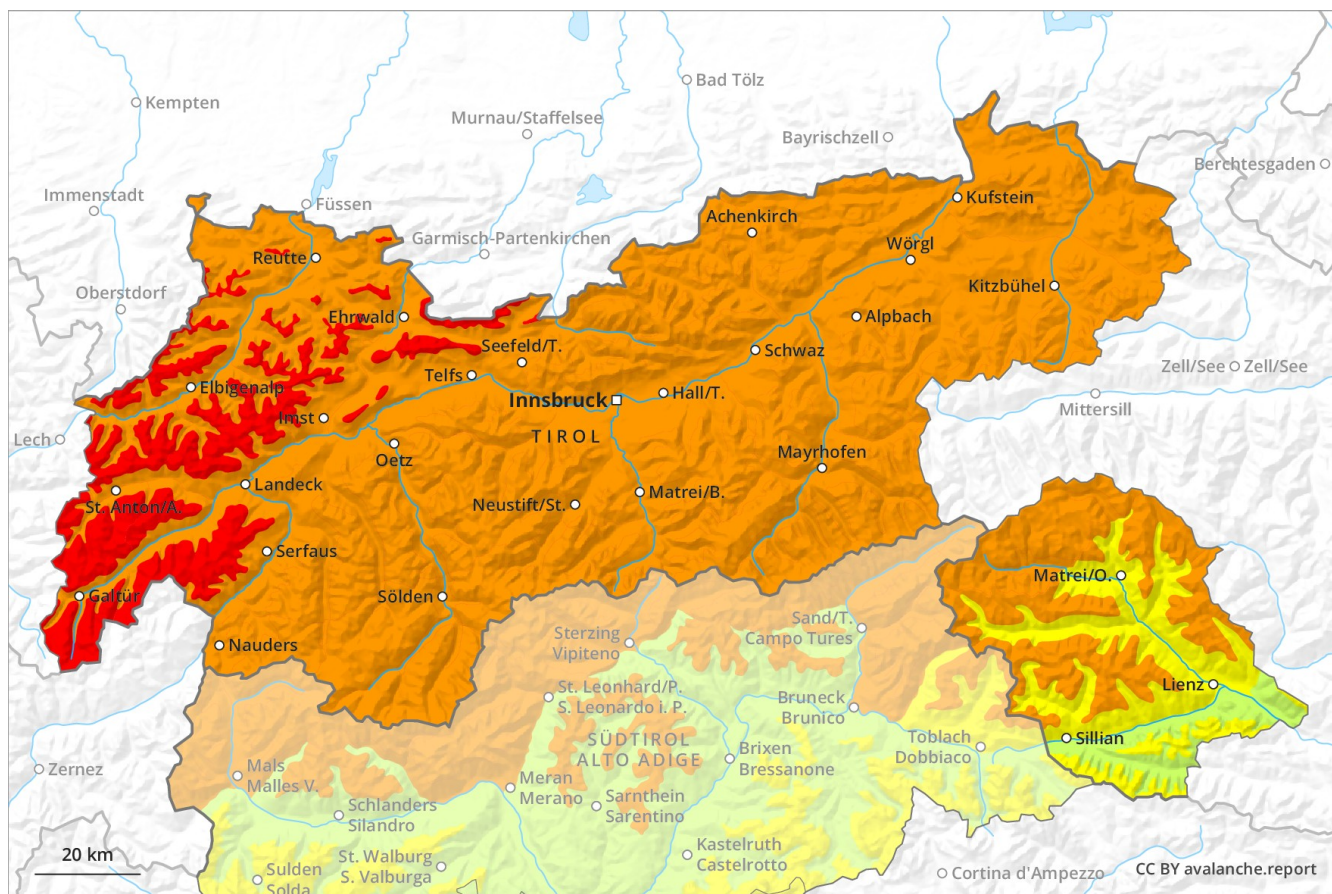 Bad Tölz
Kempten
Murnau/Staffelsee
Bayrischzell
Berchtesgaden
Immenstadt
Füssen
Kufstein
Achenkirch
Garmisch-Partenkirchen
Wörgl
Reutte
Kitzbühel
Oberstdorf
Ehrwald
Alpbach
Seefeld/T.
Schwaz
Zell/See
Zell/See
Telfs
Elbigenalp
Hall/T.
Innsbruck
Mittersill
Imst
TIROL
Lech
Mayrhofen
Oetz
Landeck
Matrei/B.
St. Anton/A.
Neustift/St.
Serfaus
Matrei/O.
Galtür
Sölden
Sand/T.
Campo Tures
Sterzing
Vipiteno
Nauders
Lienz
St. Leonhard/P.
S. Leonardo i. P.
Bruneck
Brunico
Toblach
Dobbiaco
Sillian
SÜDTIROL
ALTO ADIGE
Brixen
Bressanone
Zernez
Mals
Malles V.
Meran
Merano
Schlanders
Silandro
Sarnthein
Sarentino
Kastelruth
Castelrotto
20 km
St. Walburg
S. Valburga
Sulden
Solda
Cortina d'Ampezzo
CC BY avalanche.report